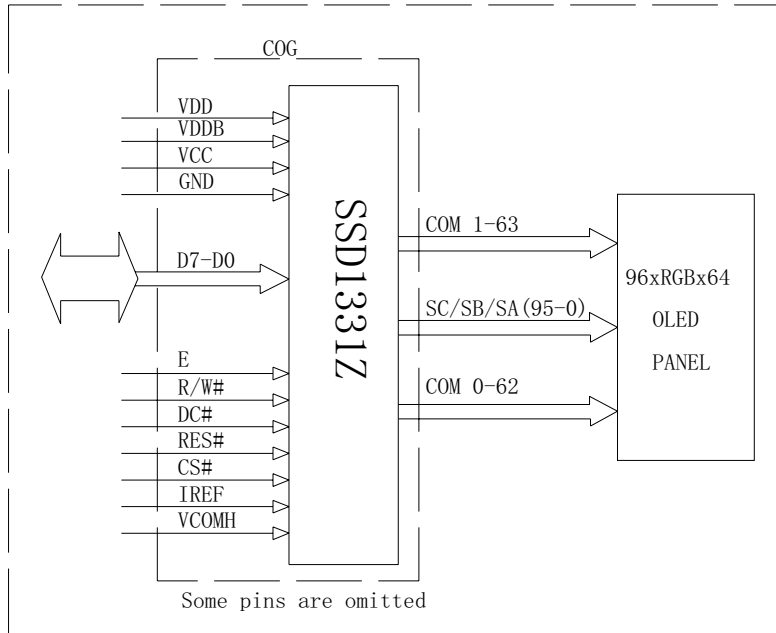 COG
VDD
VDDB
VCC
GND
D7-D0
E
R/W#
DC#
RES#
CS#
IREF
VCOMH
SSD1331Z
COM 1-63
SC/SB/SA(95-0)
COM 0-62
96xRGBx64
OLED
PANEL
Some pins are omitted